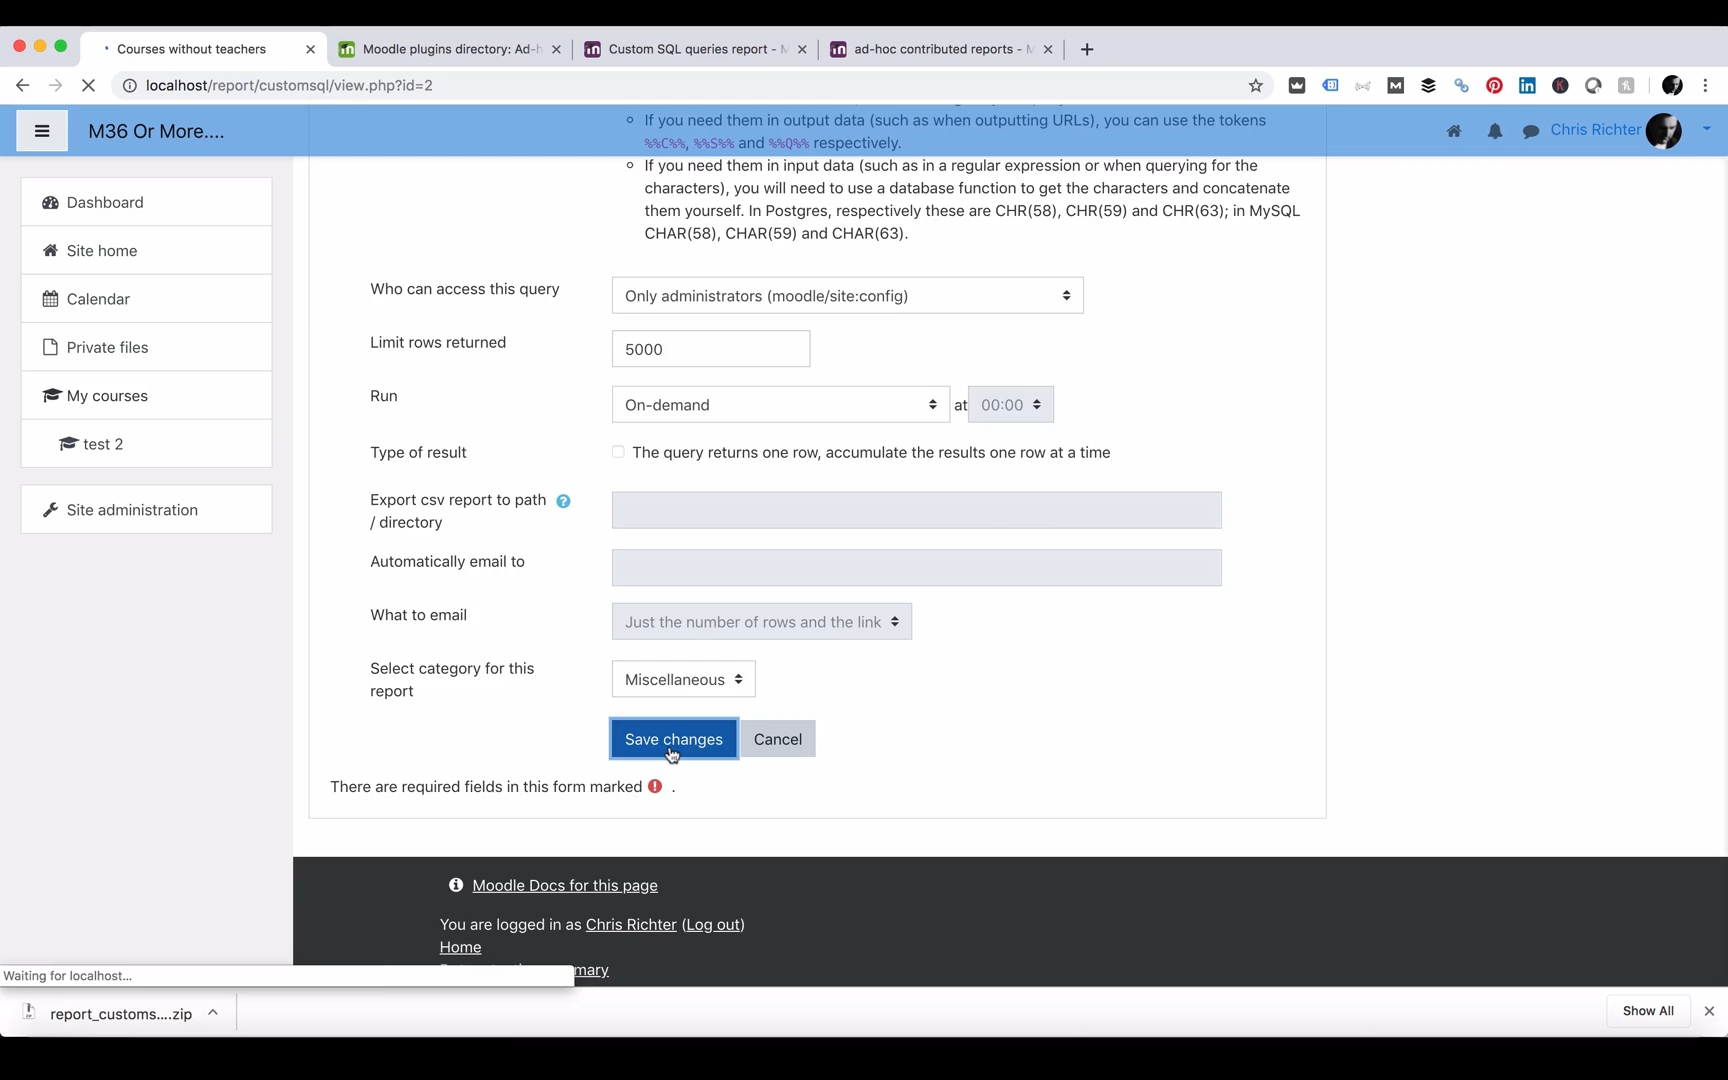 Courses without teachers
Moodle plugins directory: Ad-h
Custom SQL queries report - M
ad-hoc contributed reports - M
localhost/report/customsql/view.php?id=2
M36 Or More....
Chris Richter
Dashboard
Site home
Calendar
Private files
My courses
test 2
Site administration
If you need them in output data (such as when outputting URLs), you can use the tokens
%%C%%, %%S%% and %%Q%% respectively.
If you need them in input data (such as in a regular expression or when querying for the
characters), you will need to use a database function to get the characters and concatenate
them yourself. In Postgres, respectively these are CHR(58), CHR(59) and CHR(63); in MySQL
CHAR(58), CHAR(59) and CHAR(63).
Who can access this query
Only administrators (moodle/site:config)
Limit rows returned
5000
Run
On-demand
at
00:00
Type of result
The query returns one row, accumulate the results one row at a time
Export csv report to path
/ directory
Automatically email to
What to email
Just the number of rows and the link
Select category for this
report
Miscellaneous
Save changes
Cancel
There are required fields in this form marked .
Moodle Docs for this page
You are logged in as Chris Richter (Log out)
Home
mary
Waiting for localhost...
report_customs....zip
Show All